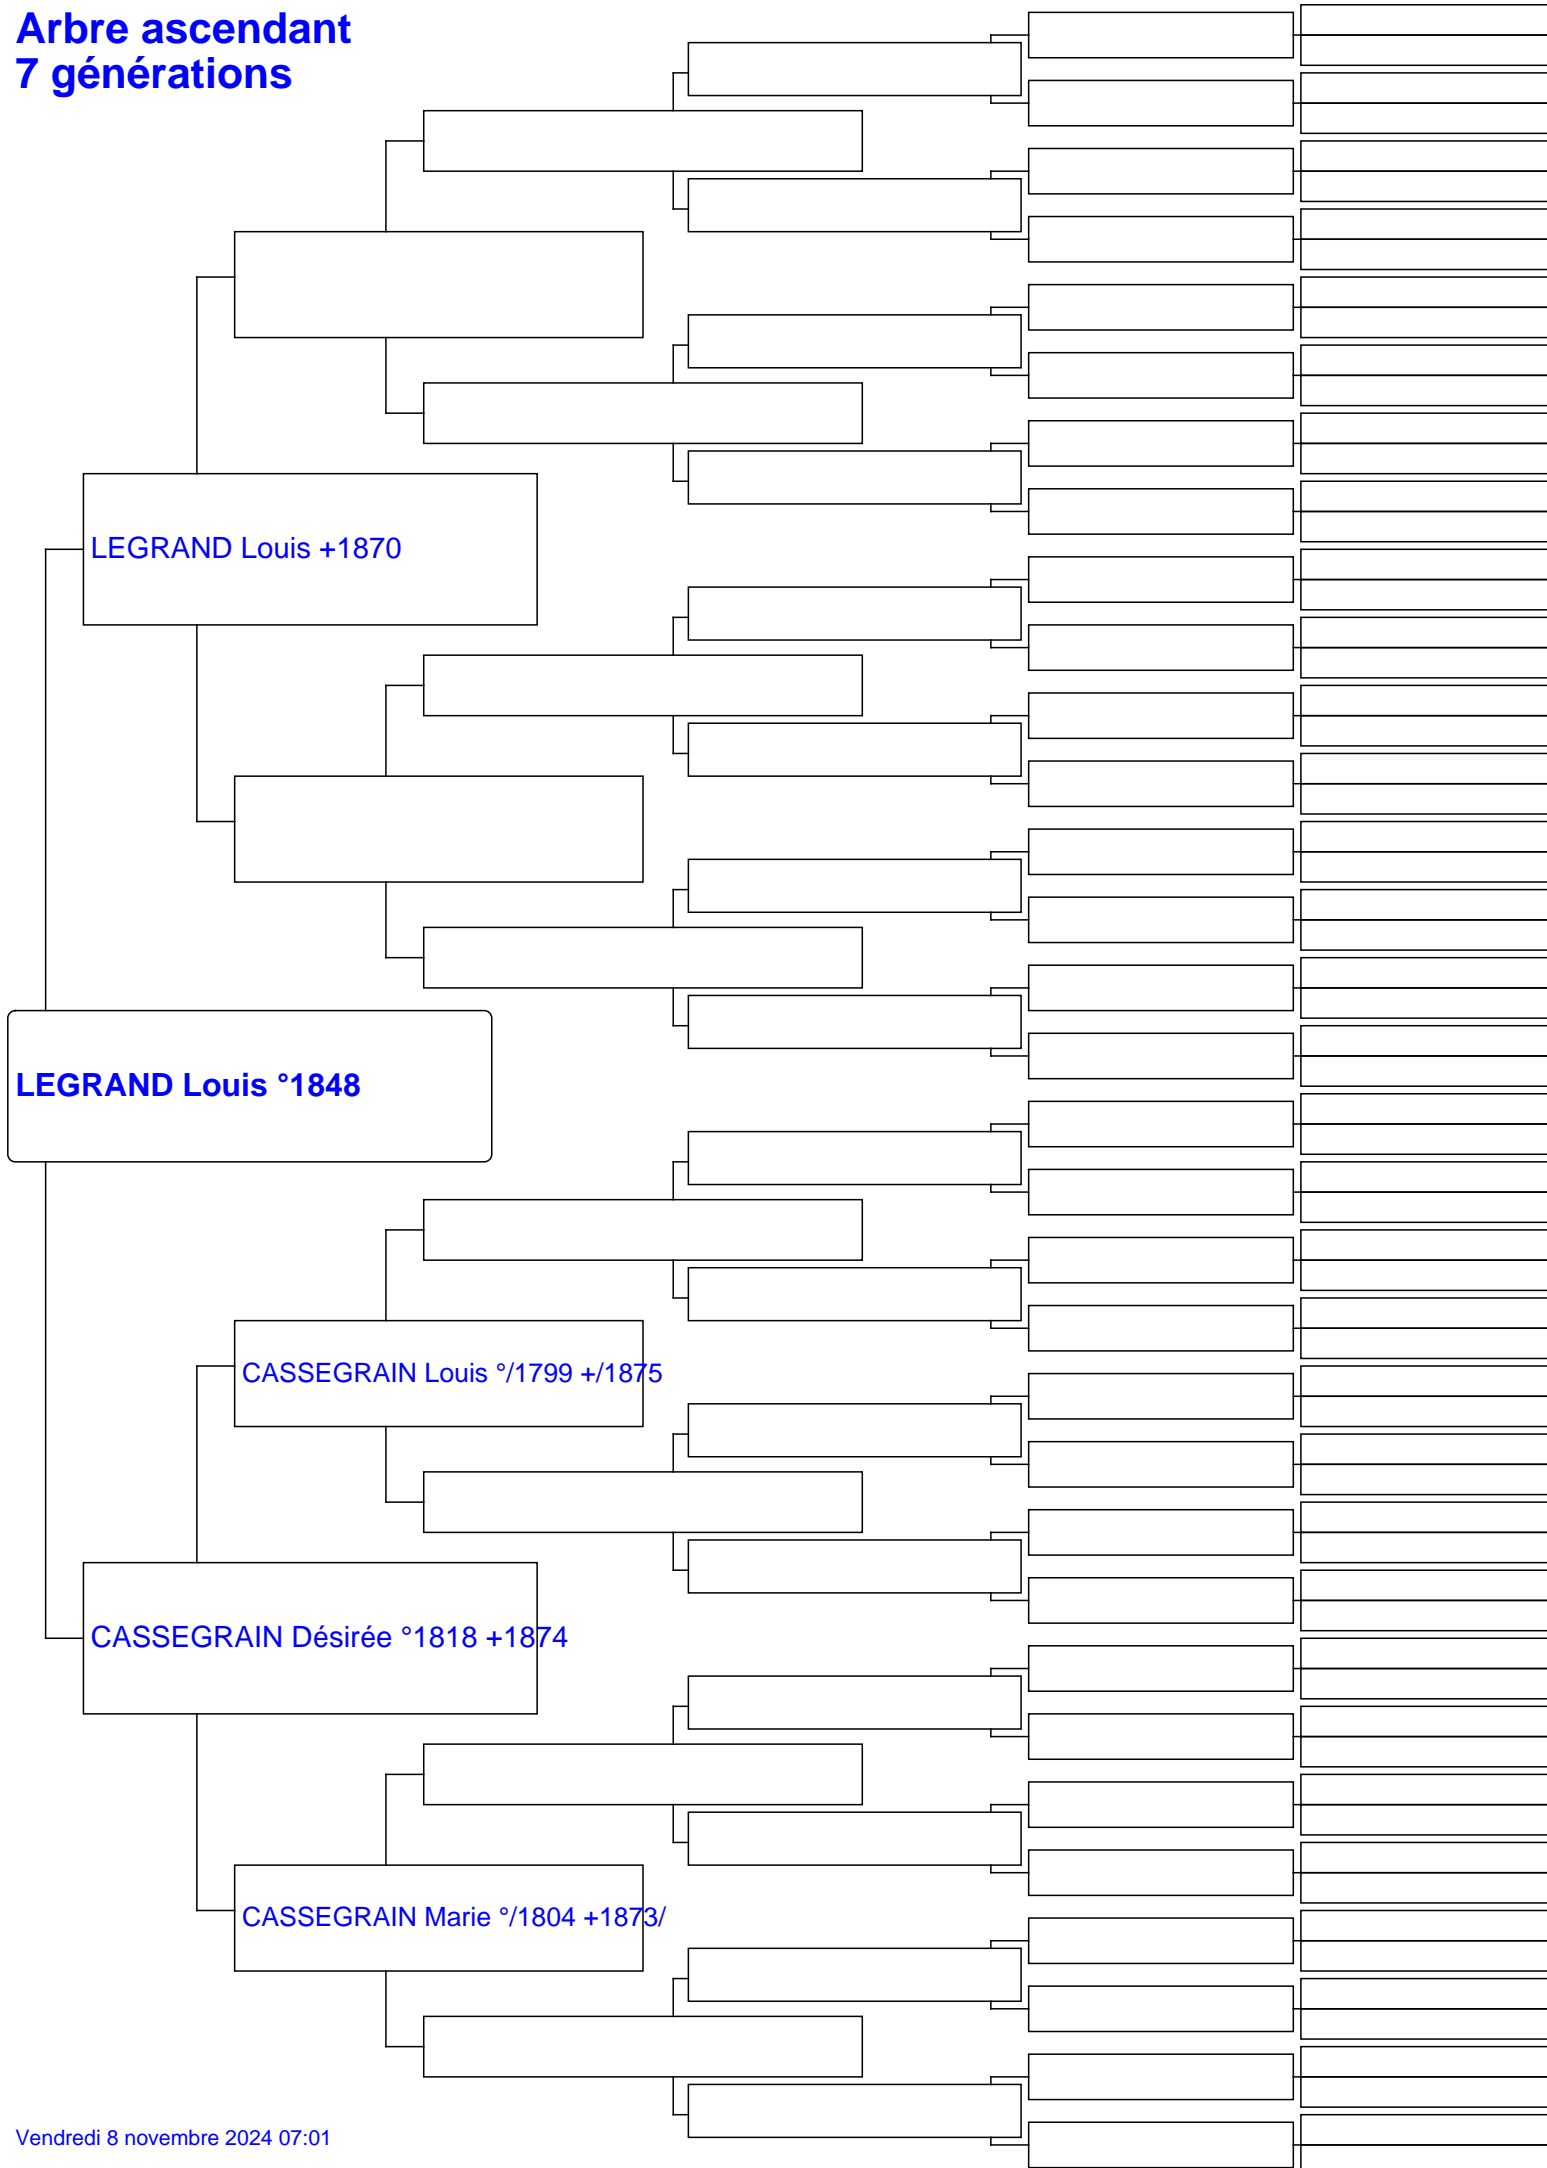 Arbre ascendant
7 générations
LEGRAND Louis +1870
LEGRAND Louis °1848
CASSEGRAIN Louis °/1799 +/1875
CASSEGRAIN Désirée °1818 +1874
CASSEGRAIN Marie °/1804 +1873/
Vendredi 8 novembre 2024 07:01